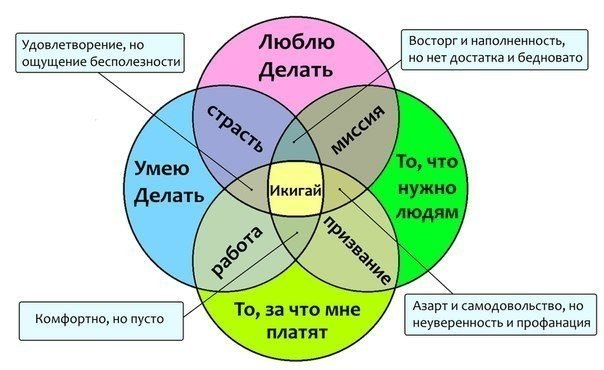 Удовлетворение, но
ощущение бесполезности
Люблю
Делать
Восторг и наполненность,
но нет достатка и бедновато
страсть
миссия
Умею
Делать
Икигай
То, что
нужно
людям
работа
призвание
Комфортно, но пусто
То, за что мне
платят
Азарт и самодовольство, но
неуверенность и профанация